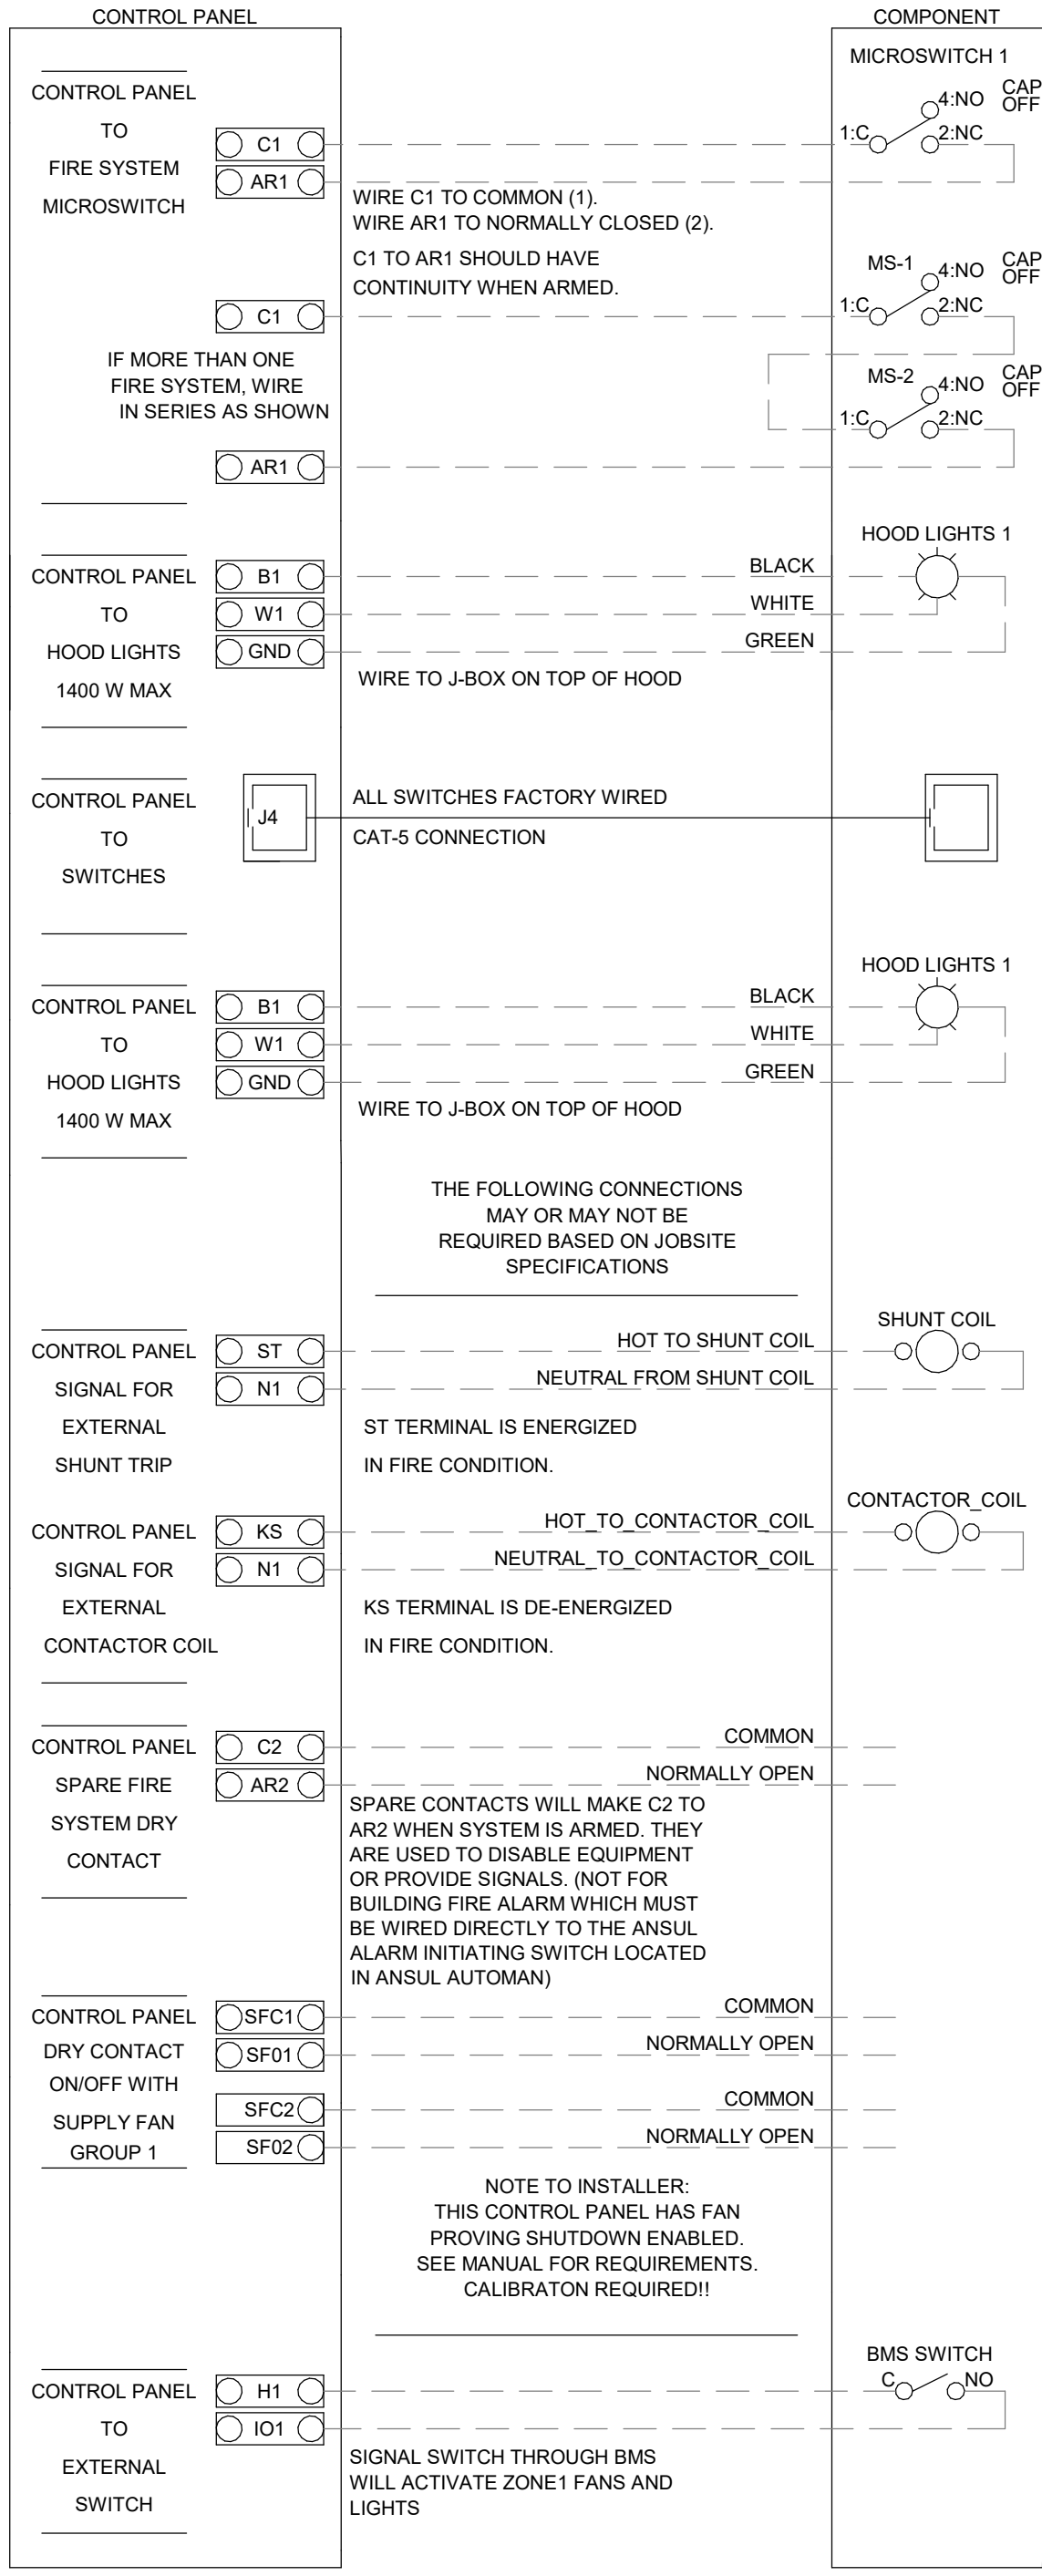 CONTROL PANEL
COMPONENT
MICROSWITCH 1
CONTROL PANEL
TO
FIRE SYSTEM
MICROSWITCH
C1
AR1
1:C
4:NO
2:NC
CAP
OFF
WIRE C1 TO COMMON (1).
WIRE AR1 TO NORMALLY CLOSED (2).
C1 TO AR1 SHOULD HAVE
CONTINUITY WHEN ARMED.
C1
MS-1
1:C
4:NO
2:NC
CAP
OFF
IF MORE THAN ONE
FIRE SYSTEM, WIRE
IN SERIES AS SHOWN
MS-2
1:C
4:NO
2:NC
CAP
OFF
AR1
HOOD LIGHTS 1
CONTROL PANEL
TO
HOOD LIGHTS
1400 W MAX
B1
W1
GND
BLACK
WHITE
GREEN
WIRE TO J-BOX ON TOP OF HOOD
CONTROL PANEL
TO
SWITCHES
J4
ALL SWITCHES FACTORY WIRED
CAT-5 CONNECTION
HOOD LIGHTS 1
CONTROL PANEL
TO
HOOD LIGHTS
1400 W MAX
B1
W1
GND
BLACK
WHITE
GREEN
WIRE TO J-BOX ON TOP OF HOOD
THE FOLLOWING CONNECTIONS
MAY OR MAY NOT BE
REQUIRED BASED ON JOBSITE
SPECIFICATIONS
SHUNT COIL
CONTROL PANEL
SIGNAL FOR
EXTERNAL
SHUNT TRIP
ST
N1
HOT TO SHUNT COIL
NEUTRAL FROM SHUNT COIL
ST TERMINAL IS ENERGIZED
IN FIRE CONDITION.
CONTACTOR_COIL
CONTROL PANEL
SIGNAL FOR
EXTERNAL
CONTACTOR COIL
KS
N1
HOT_TO_CONTACTOR_COIL
NEUTRAL_TO_CONTACTOR_COIL
KS TERMINAL IS DE-ENERGIZED
IN FIRE CONDITION.
CONTROL PANEL
SPARE FIRE
SYSTEM DRY
CONTACT
C2
AR2
COMMON
NORMALLY OPEN
SPARE CONTACTS WILL MAKE C2 TO
AR2 WHEN SYSTEM IS ARMED. THEY
ARE USED TO DISABLE EQUIPMENT
OR PROVIDE SIGNALS. (NOT FOR
BUILDING FIRE ALARM WHICH MUST
BE WIRED DIRECTLY TO THE ANSUL
ALARM INITIATING SWITCH LOCATED
IN ANSUL AUTOMAN)
CONTROL PANEL
DRY CONTACT
ON/OFF WITH
SUPPLY FAN
GROUP 1
SFC1
SF01
SFC2
SF02
COMMON
NORMALLY OPEN
COMMON
NORMALLY OPEN
NOTE TO INSTALLER:
THIS CONTROL PANEL HAS FAN
PROVING SHUTDOWN ENABLED.
SEE MANUAL FOR REQUIREMENTS.
CALIBRATON REQUIRED!!
BMS SWITCH
CONTROL PANEL
TO
EXTERNAL
SWITCH
H1
IO1
C
NO
SIGNAL SWITCH THROUGH BMS
WILL ACTIVATE ZONE1 FANS AND
LIGHTS